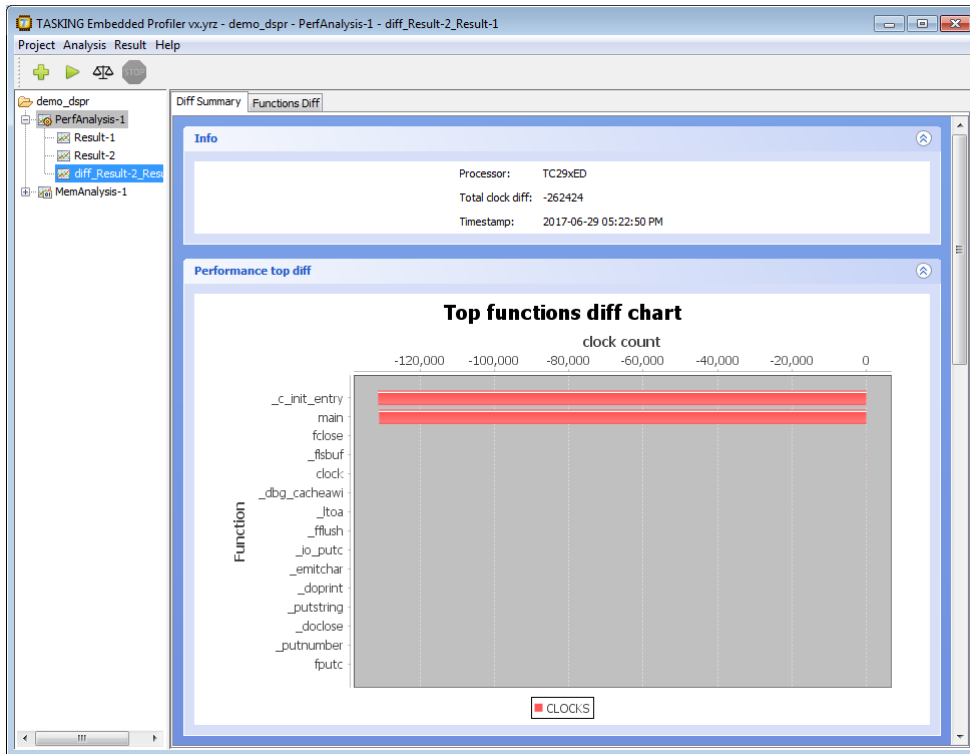 TASKING Embedded Profiler vx.yrz - demo_dspr - PerfAnalysis-1 - diff_Result-2_Result-1
Project Analysis Result Help
STOP
demo_dspr
PerfAnalysis-1
Result-1
Result-2
diff_Result-2_Resu
MemAnalysis-1
Diff Summary Functions Diff
Info
Processor: TC29xED
Total clock diff: -262424
Timestamp: 2017-06-29 05:22:50 PM
Performance top diff
Top functions diff chart
clock count
-120,000 -100,000 -80,000 -60,000 -40,000 -20,000 0
Function
_c_init_entry
main
fclose
_flsbuf
clock
_dbg_cacheawi
_ltoa
_fflush
_io_putc
_emitchar
_doprint
_putstring
_doclose
_putnumber
fputc
CLOCKS